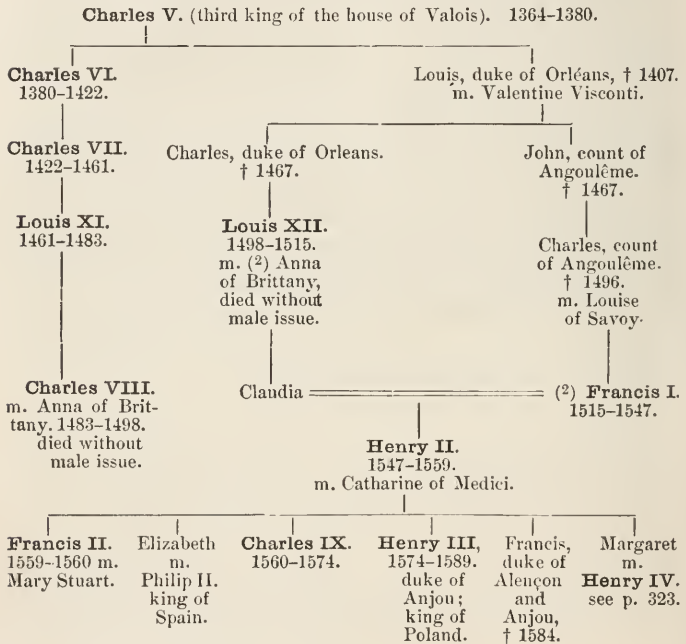 Charles V. (third king of the house of Valois). 1364-1380.
Charles VI.
1380-1422.
Louis, duke of Orléans, † 1407.
m. Valentine Visconti.
Charles VII.
1422-1461.
Charles, duke of Orleans.
† 1467.
John, count of
Angoulême.
† 1467.
Louis XI.
1461-1483.
Louis XII.
1498-1515.
m. (2) Anna
of Brittany,
died without
male issue.
Charles, count
of Angoulême.
† 1496.
m. Louise
of Savoy.
Charles VIII.
m. Anna of Brit-
tany. 1483-1498.
died without
male issue.
Claudia
(2) Francis I.
1515-1547.
Henry II.
1547-1559.
m. Catharine of Medici.
Francis II.
1559-1560 m.
Mary Stuart.
Elizabeth
m.
Philip II.
king of
Spain.
Charles IX.
1560-1574.
Henry III,
1574-1589.
duke of
Anjou;
king of
Poland.
Francis,
duke of
Alençon
and
Anjou,
† 1584.
Margaret
m.
Henry IV.
see p. 323.